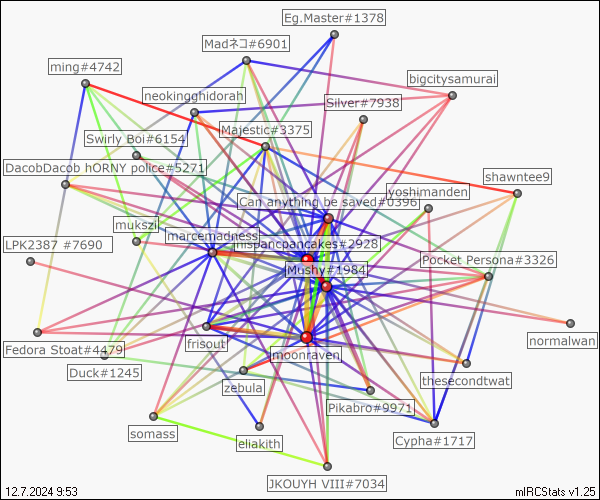 Eg.Master#1378
Madネコ#6901
ming#4742
bigcitysamurai
neokingghidorah
Silver#7938
Majestic#3375
Swirly Boi#6154
DacobDacob hORNY police#5271
shawntee9
yoshimanden
Can anything be saved#0396
mukszi
marcemadness
mispancpancakes#2928
LPK2387 #7690
Pocket Persona#3326
Mushy#1984
normalwan
Fedora Stoat#4479
frisout
moonraven
Duck#1245
zebula
thesecondtwat
Pikabro#9971
somass
eliakith
Cypha#1717
JKOUYH VIII#7034
12.7.2024 9:53
mIRCStats v1.25